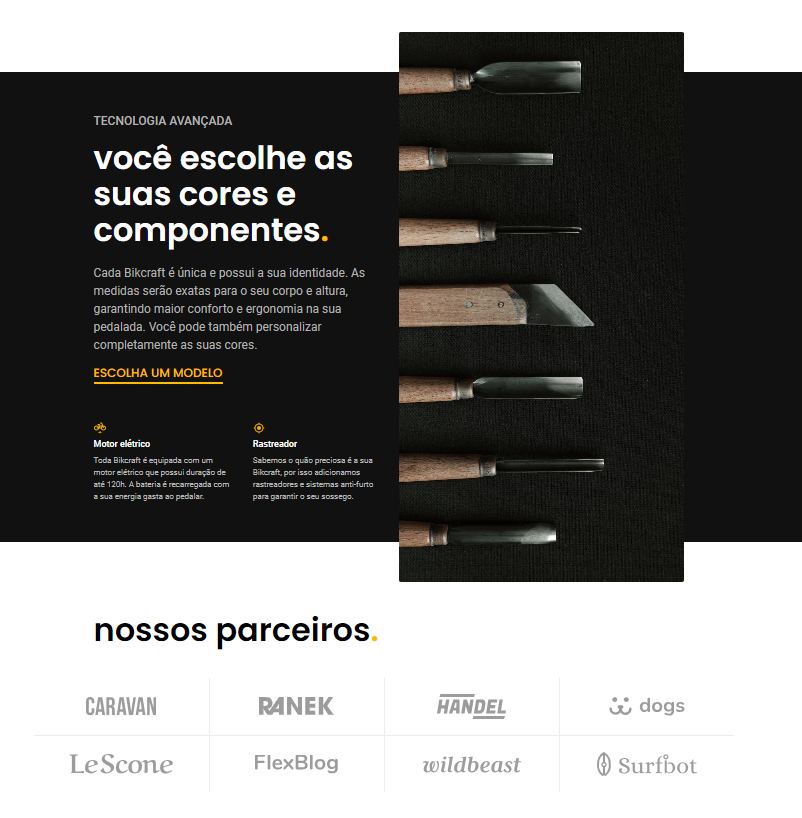 TECNOLOGIA AVANÇADA
você escolhe as
suas cores e
componentes.
Cada Bikcraft é única e possui a sua identidade. As
medidas serão exatas para o seu corpo e altura,
garantindo maior conforto e ergonomia na sua
pedalada. Você pode também personalizar
completamente as suas cores.
ESCOLHA UM MODELO
Motor elétrico
Toda Bikcraft é equipada com um
motor elétrico que possui duração de
até 120h. A bateria é recarregada com
a sua energia gasta ao pedalar.
Rastreador
Sabemos o quão preciosa é a sua
Bikcraft, por isso adicionamos
rastreadores e sistemas anti-furto
para garantir o seu sossego.
nossos parceiros.
CARAVAN
RANEK
HANDEL
dogs
LeScone
FlexBlog
wildbeast
Surfbot